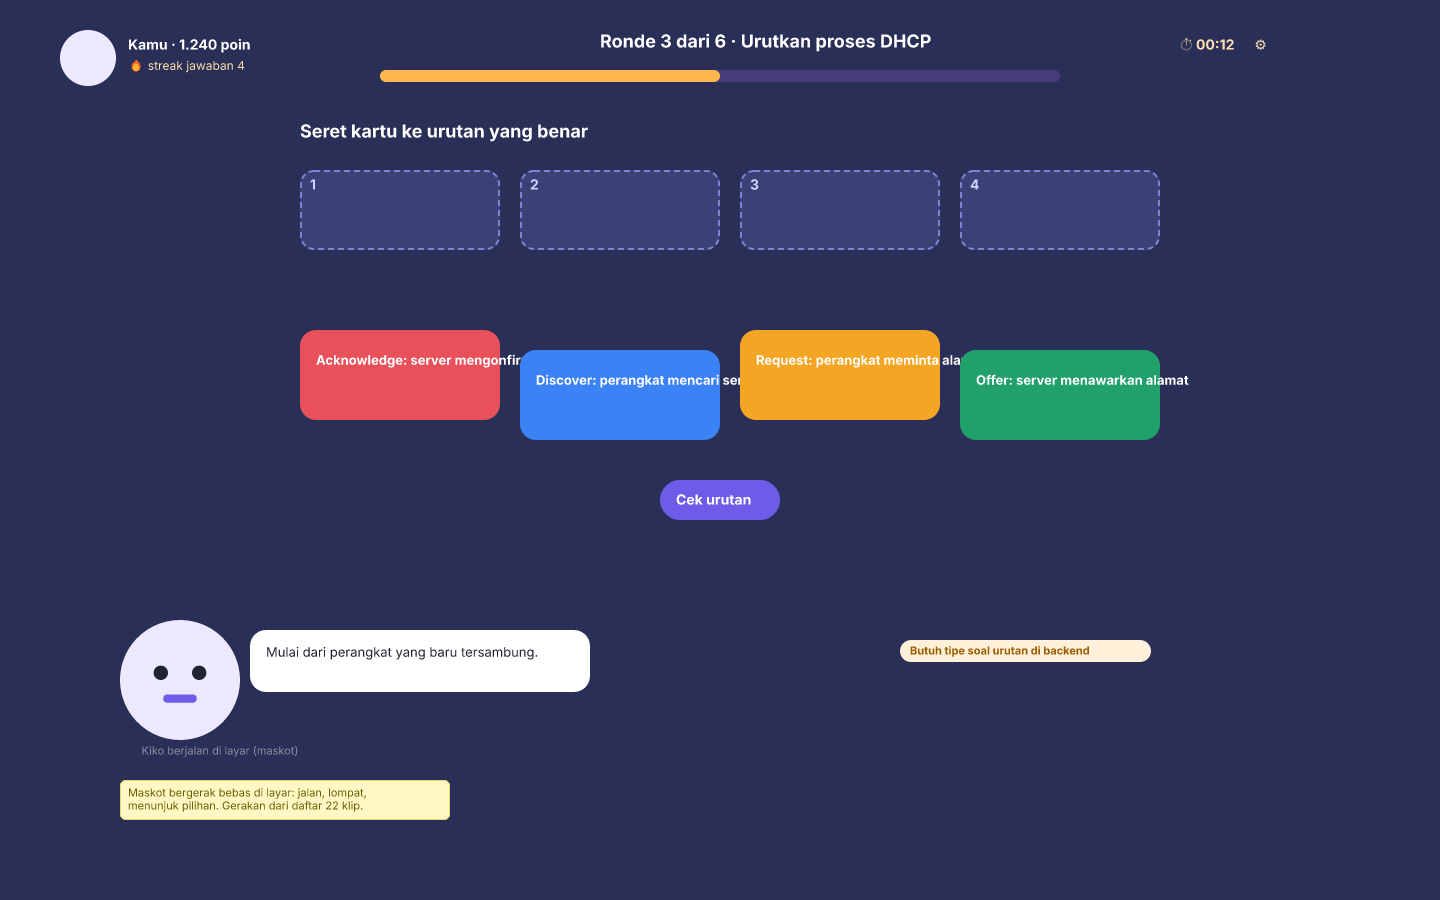 Kamu · 1.240 poin
🔥 streak jawaban 4
Ronde 3 dari 6 · Urutkan proses DHCP
⏱ 00:12 ⚙
Seret kartu ke urutan yang benar
1
2
3
4
Acknowledge: server mengonfir
Discover: perangkat mencari ser
Request: perangkat meminta ala
Offer: server menawarkan alamat
Cek urutan
Mulai dari perangkat yang baru tersambung.
Butuh tipe soal urutan di backend
Kiko berjalan di layar (maskot)
Maskot bergerak bebas di layar: jalan, lompat,
menunjuk pilihan. Gerakan dari daftar 22 klip.